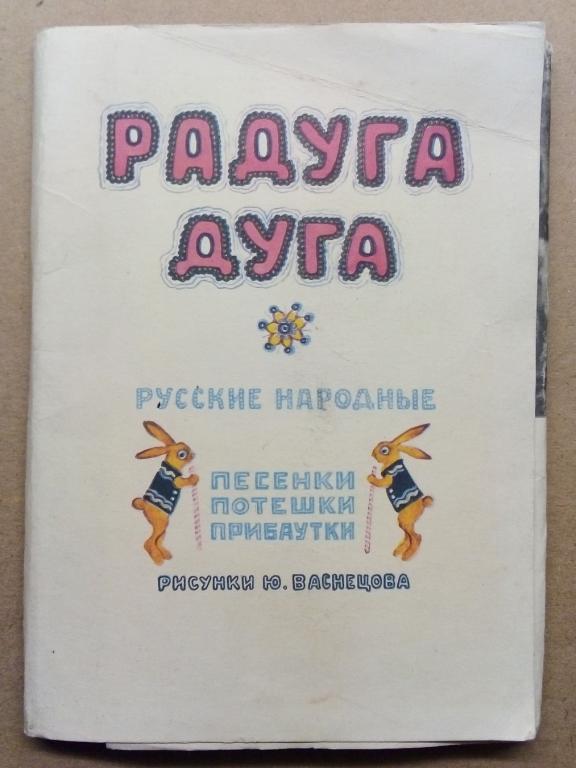 РАДУГА
ДУГА
РУССКИЕ НАРОДНЫЕ
ПЕСЕНКИ
ПОТЕШКИ
ПРИБАУТКИ
РИСУНКИ Ю. ВАСНЕЦОВА